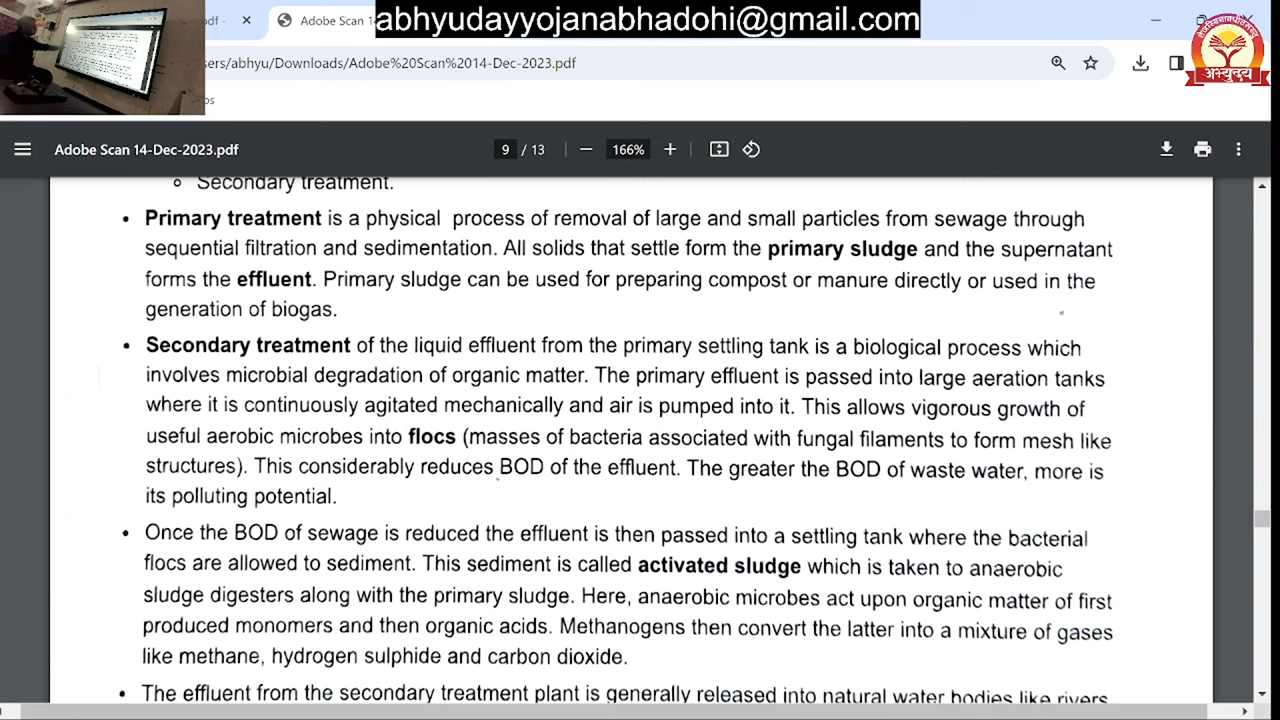 abhyudayyojanabhadohi@gmail.com
pdf -
Adobe Scan 14
sers/abhyu/Downloads/Adobe%20Scan%2014-Dec-2023.pdf
अभ्युदय
Adobe Scan 14-Dec-2023.pdf
9 / 13
166%
Secondary treatment.
• Primary treatment is a physical process of removal of large and small particles from sewage through
sequential filtration and sedimentation. All solids that settle form the primary sludge and the supernatant
forms the effluent. Primary sludge can be used for preparing compost or manure directly or used in the
generation of biogas.
• Secondary treatment of the liquid effluent from the primary settling tank is a biological process which
involves microbial degradation of organic matter. The primary effluent is passed into large aeration tanks
where it is continuously agitated mechanically and air is pumped into it. This allows vigorous growth of
useful aerobic microbes into flocs (masses of bacteria associated with fungal filaments to form mesh like
structures). This considerably reduces BOD of the effluent. The greater the BOD of waste water, more is
its polluting potential.
• Once the BOD of sewage is reduced the effluent is then passed into a settling tank where the bacterial
flocs are allowed to sediment. This sediment is called activated sludge which is taken to anaerobic
sludge digesters along with the primary sludge. Here, anaerobic microbes act upon organic matter of first
produced monomers and then organic acids. Methanogens then convert the latter into a mixture of gases
like methane, hydrogen sulphide and carbon dioxide.
• The effluent from the secondary treatment plant is generally released into natural water bodies like rivers